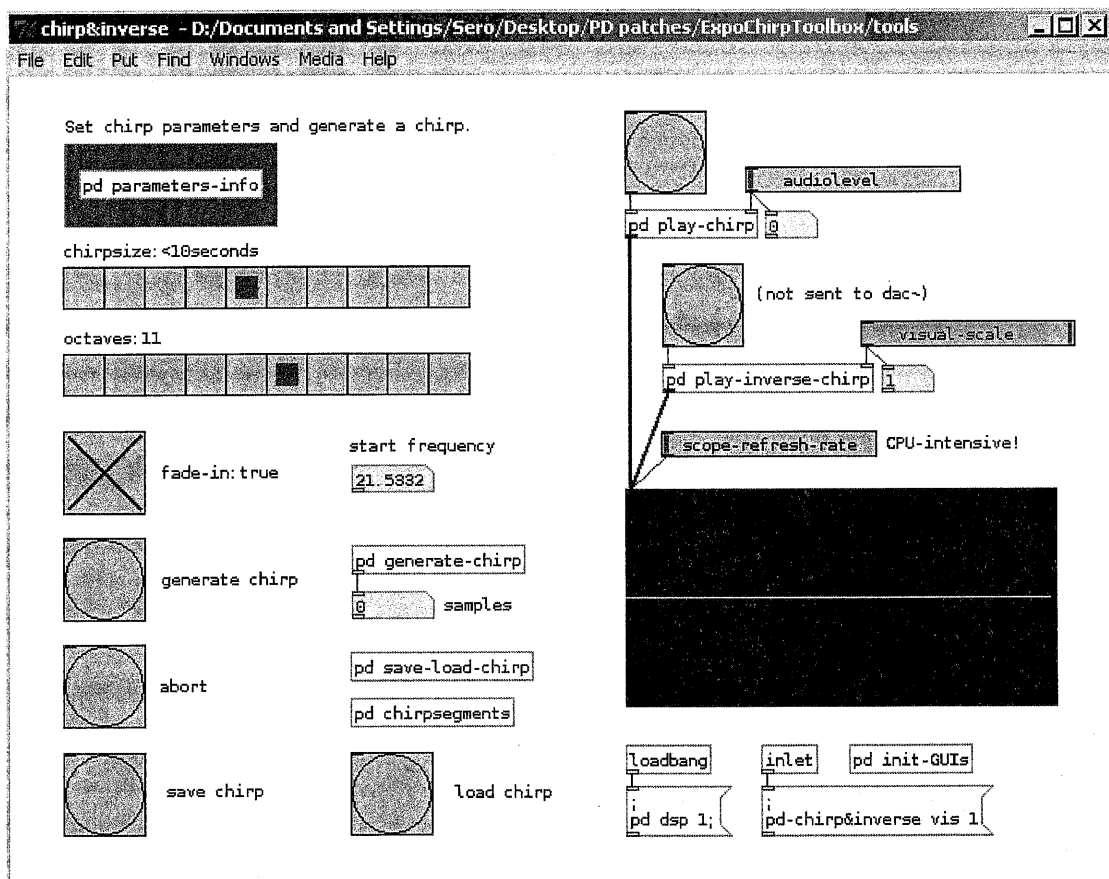 chirp&inverse - D:/Documents and Settings/Sero/Desktop/PD patches/ExpoChirpToolbox/tools
File Edit Put Find Windows Media Help
Set chirp parameters and generate a chirp.
pd parameters-info
chirpsize: <10seconds
octaves: 11
fade-in: true
start frequency
21.5332
generate chirp
pd generate-chirp
0
samples
abort
pd save-load-chirp
pd chirpsegments
save chirp
load chirp
audiolevel
pd play-chirp
0
(not sent to dac~)
visual-scale
pd play-inverse-chirp
1
scope-refresh-rate
CPU-intensive!
loadbang
;
pd dsp 1;
inlet
;
pd-chirp&inverse vis 1
pd init-GUIs